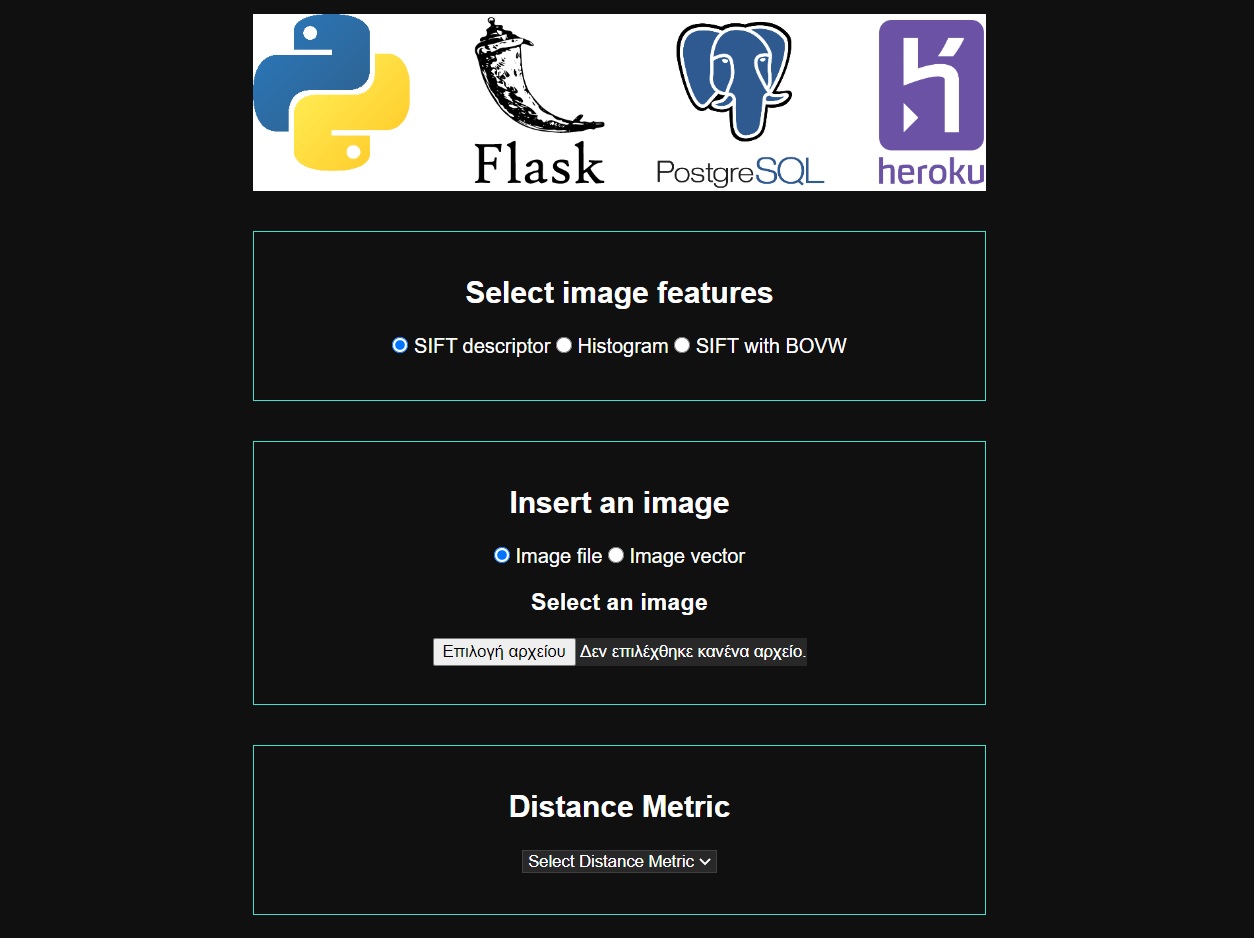 Flask PostgreSQL heroku
Select image features
SIFT descriptor Histogram SIFT with BOVW
Insert an image
Image file Image vector
Select an image
Επιλογή αρχείου Δεν επιλέχθηκε κανένα αρχείο.
Distance Metric
Select Distance Metric